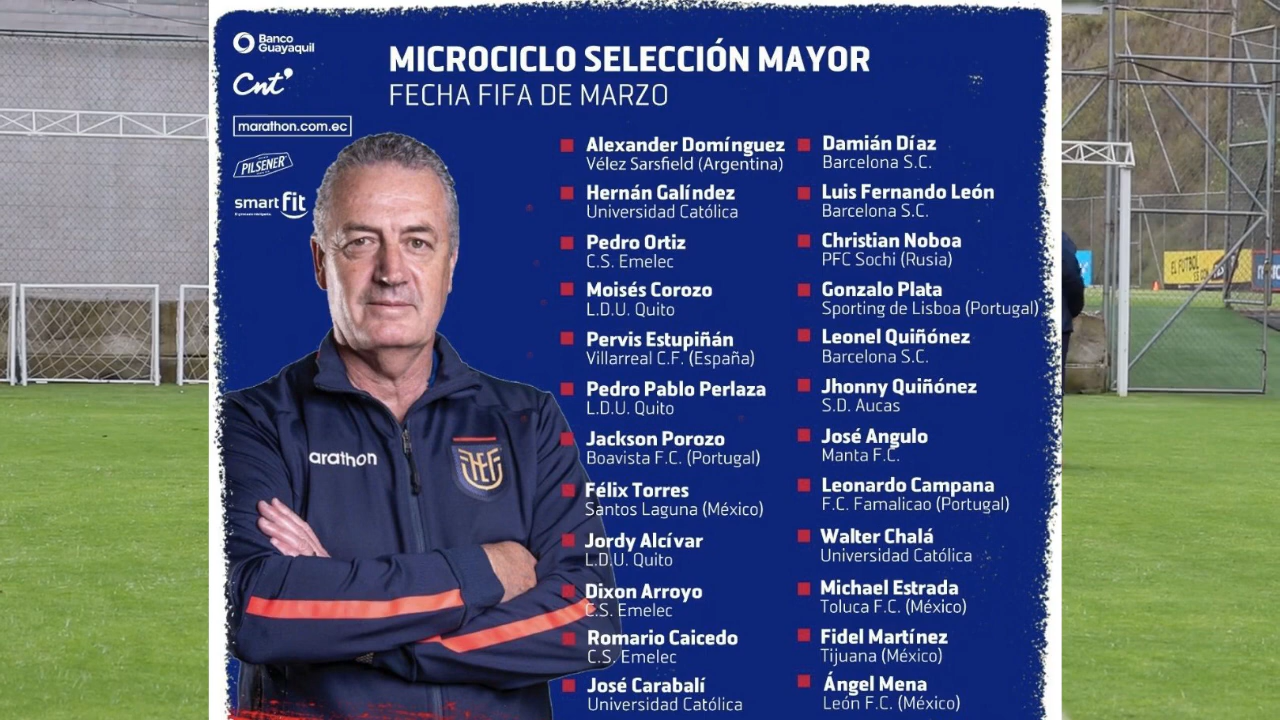 Banco
Guayaquil
Cnt
marathon.com.ec
PILSENER
smart fit
MICROCICLO SELECCIÓN MAYOR
FECHA FIFA DE MARZO
Alexander Domínguez
Vélez Sarsfield (Argentina)
Hernán Galíndez
Universidad Católica
Pedro Ortiz
C.S. Emelec
Moisés Corozo
L.D.U. Quito
Pervis Estupiñán
Villarreal C.F. (España)
Pedro Pablo Perlaza
L.D.U. Quito
Jackson Porozo
Boavista F.C. (Portugal)
Félix Torres
Santos Laguna (México)
Jordy Alcívar
L.D.U. Quito
Dixon Arroyo
C.S. Emelec
Romario Caicedo
C.S. Emelec
José Carabalí
Universidad Católica
Damián Díaz
Barcelona S.C.
Luis Fernando León
Barcelona S.C.
Christian Noboa
PFC Sochi (Rusia)
Gonzalo Plata
Sporting de Lisboa (Portugal)
Leonel Quiñónez
Barcelona S.C.
Jhonny Quiñónez
S.D. Aucas
José Angulo
Manta F.C.
Leonardo Campana
F.C. Famalicao (Portugal)
Walter Chalá
Universidad Católica
Michael Estrada
Toluca F.C. (México)
Fidel Martínez
Tijuana (México)
Ángel Mena
León F.C. (México)
arathon
FEF
EL FÚTBOL